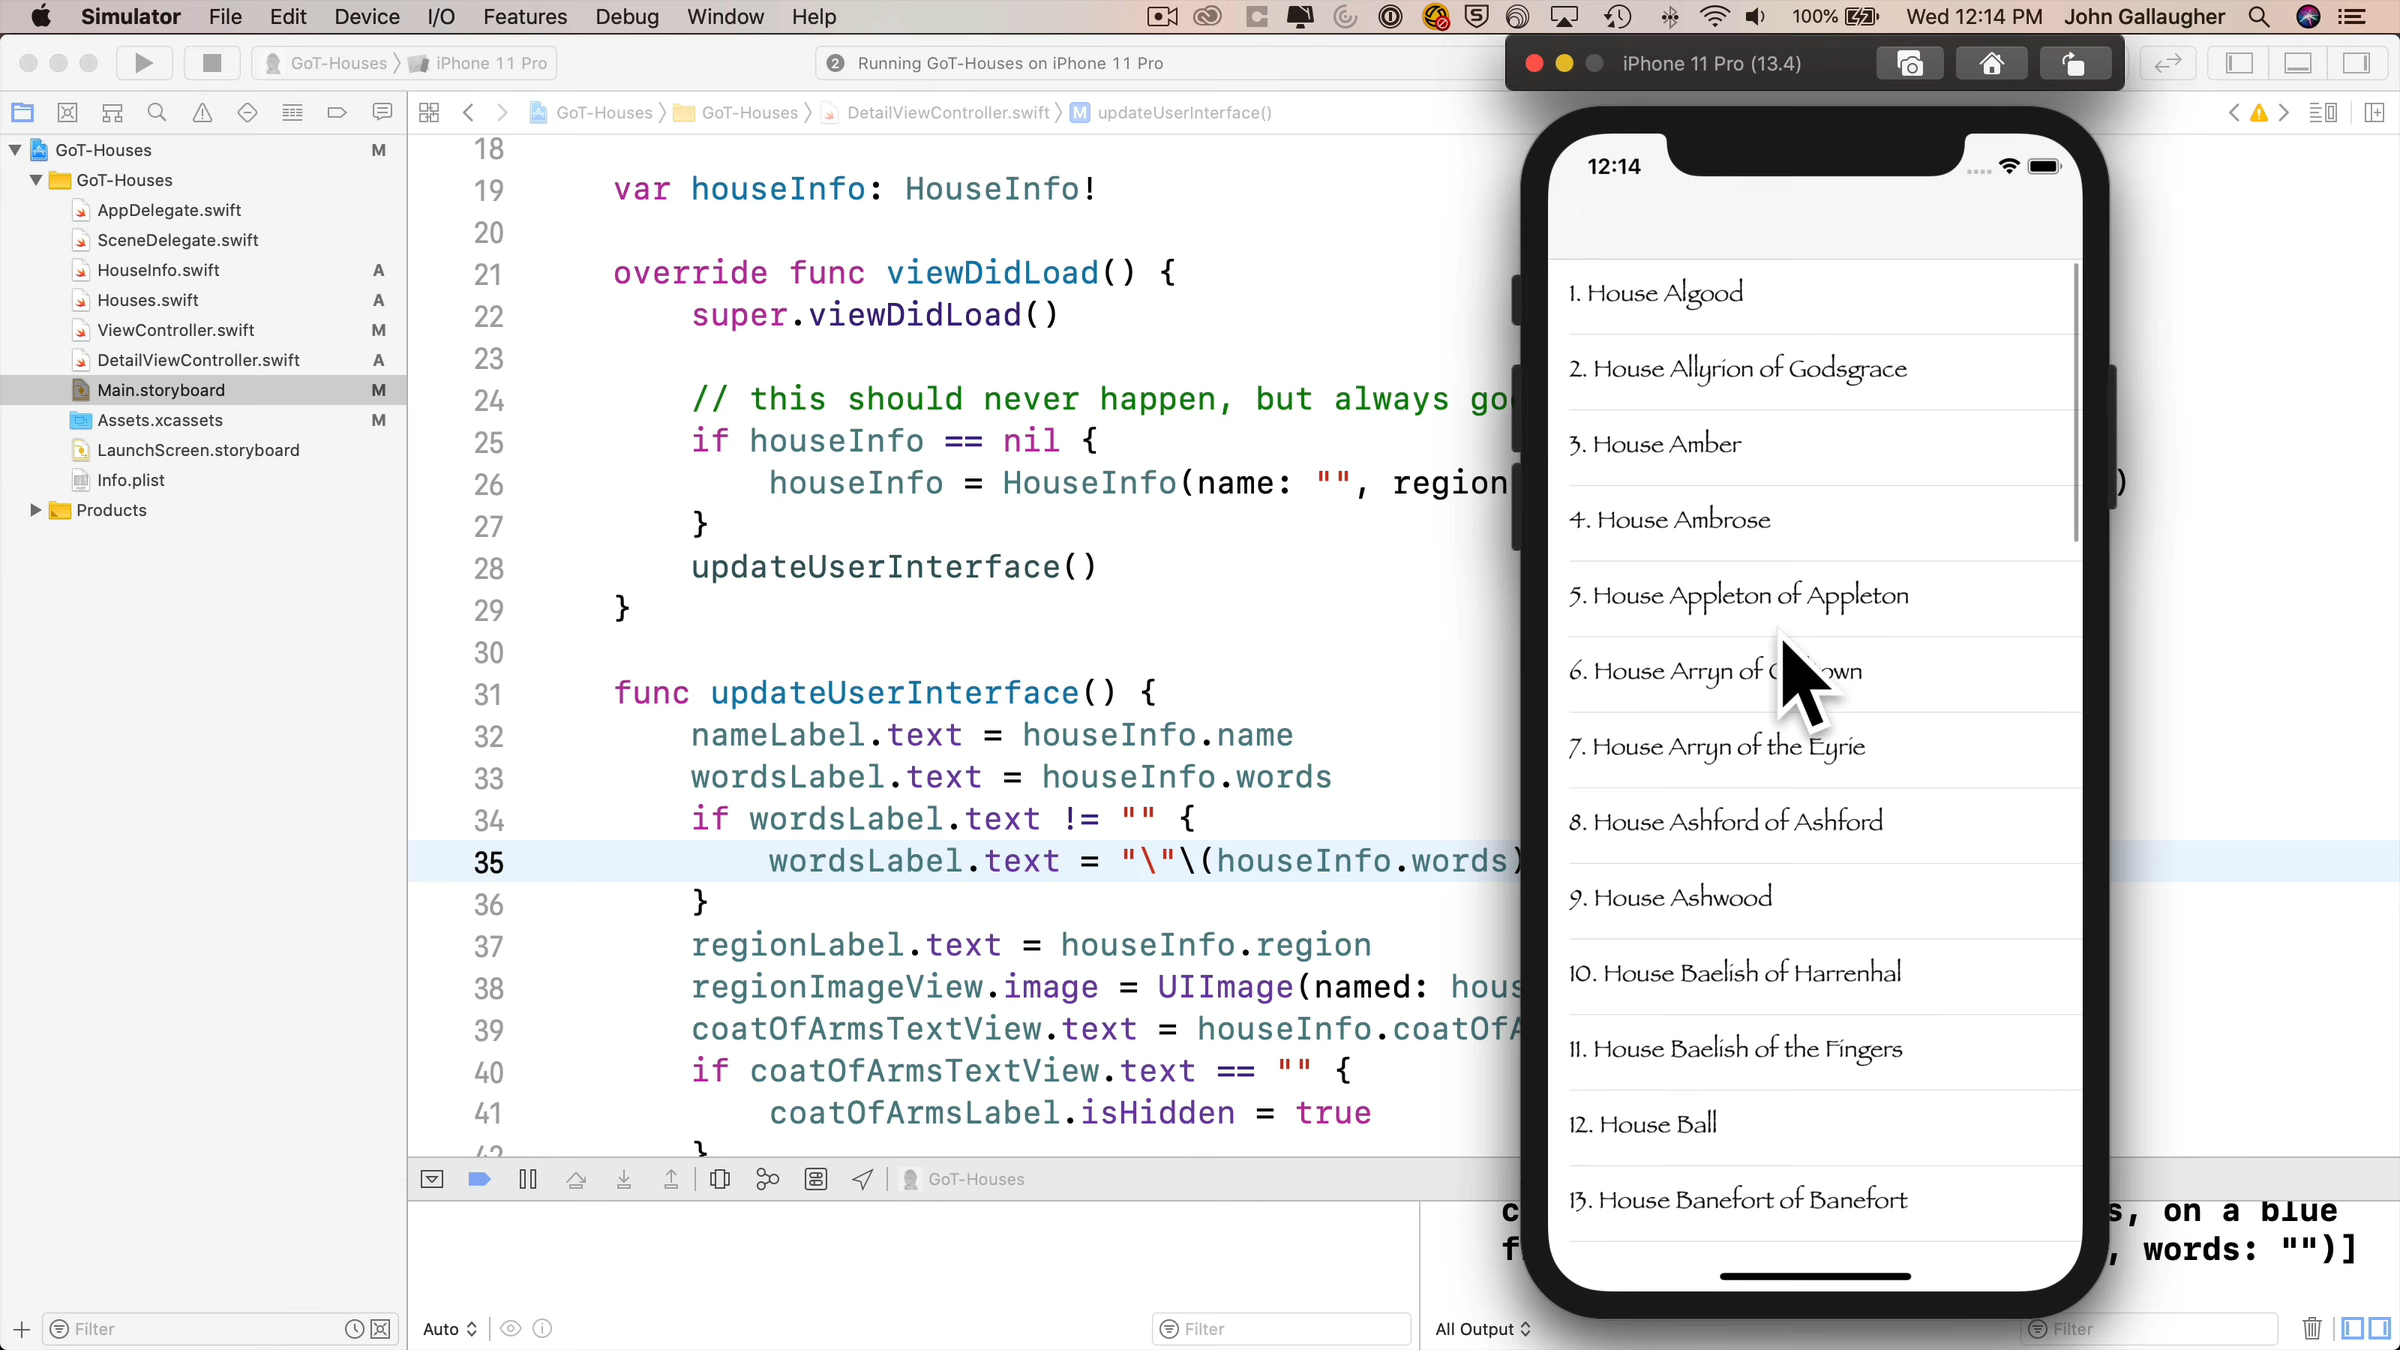 Simulator File Edit Device I/O Features Debug Window Help 100% Wed 12:14 PM John Gallaugher
GoT-Houses iPhone 11 Pro
2 Running GoT-Houses on iPhone 11 Pro
iPhone 11 Pro (13.4)
GoT-Houses GoT-Houses DetailViewController.swift M updateUserInterface()
GoT-Houses M
GoT-Houses
AppDelegate.swift
SceneDelegate.swift
HouseInfo.swift A
Houses.swift A
ViewController.swift M
DetailViewController.swift A
Main.storyboard M
Assets.xcassets M
LaunchScreen.storyboard
Info.plist
Products
18
19 var houseInfo: HouseInfo!
20
21 override func viewDidLoad() {
22 super.viewDidLoad()
23
24 // this should never happen, but always
25 if houseInfo == nil {
26 houseInfo = HouseInfo(name: "", region )
27 }
28 updateUserInterface()
29 }
30
31 func updateUserInterface() {
32 nameLabel.text = houseInfo.name
33 wordsLabel.text = houseInfo.words
34 if wordsLabel.text != "" {
35 wordsLabel.text = "\"\(houseInfo.words)
36 }
37 regionLabel.text = houseInfo.region
38 regionImageView.image = UIImage(named:
39 coatOfArmsTextView.text =
40 if coatOfArmsTextView.text == "" {
41 coatOfArmsLabel.isHidden = true
42 }
12:14
1. House Algood
2. House Allyrion of Godsgrace
3. House Amber
4. House Ambrose
5. House Appleton of Appleton
6. House Arryn of
7. House Arryn of the Eyrie
8. House Ashford of Ashford
9. House Ashwood
10. House Baelish of Harrenhal
11. House Baelish of the Fingers
12. House Ball
13. House Banefort of Banefort
GoT-Houses
, on a blue
, words: "")]
Filter
Auto
Filter
All Output
Filter